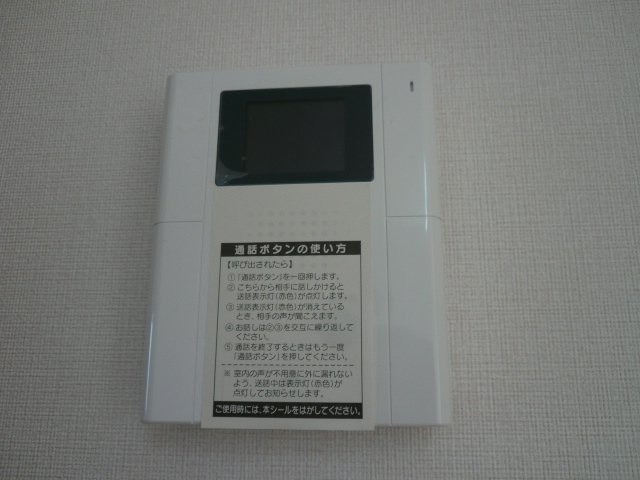 通話ボタンの使い方
【呼び出されたら】
①「通話ボタン」を一回押します。
②こちらから相手に話しかけると
送話表示灯(赤色)が点灯します。
③送話表示灯(赤色)が消えている
とき、相手の声が聞こえます。
④お話しは②③を交互に繰り返して
ください。
⑤通話を終了するときはもう一度
「通話ボタン」を押してください。
※室内の声が不用意に外に漏れない
よう、送話中は表示灯(赤色)が
点灯してお知らせします。
ご使用時には、本シールをはがしてください。